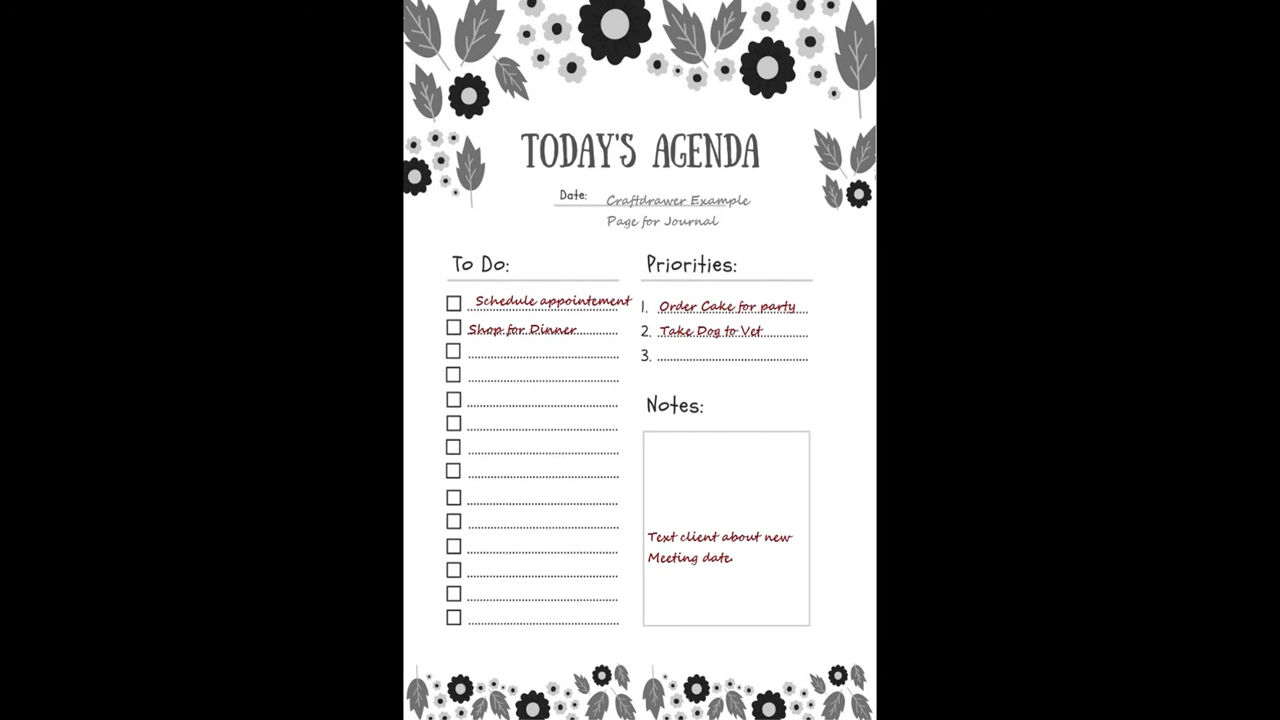 TODAY'S AGENDA
Date: Craftdrawer Example
Page for Journal
To Do:
Schedule appointement
Shop for Dinner
Priorities:
1. Order Cake for party
2. Take Dog to Vet
3.
Notes:
Text client about new
Meeting date.